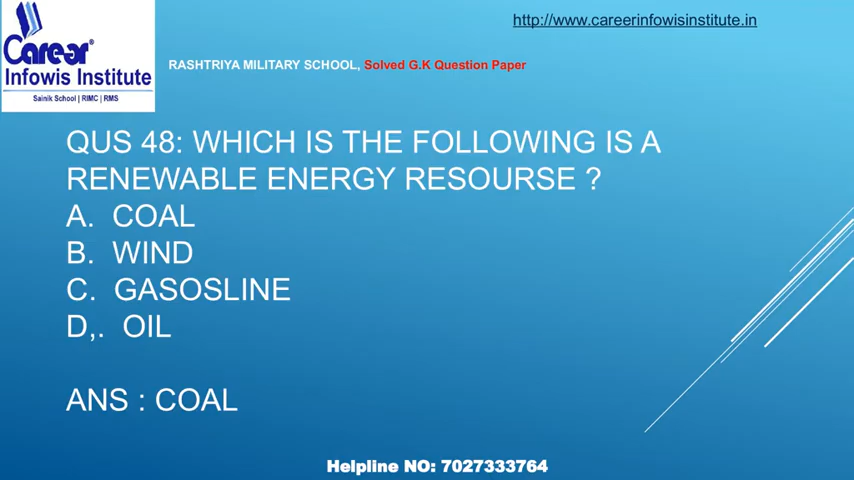 http://www.careerinfowisinstitute.in
Career®
Infowis Institute
Sainik School | RIMC | RMS
RASHTRIYA MILITARY SCHOOL, Solved G.K Question Paper
QUS 48: WHICH IS THE FOLLOWING IS A
RENEWABLE ENERGY RESOURSE ?
A. COAL
B. WIND
C. GASOSLINE
D,. OIL
ANS : COAL
Helpline NO: 7027333764